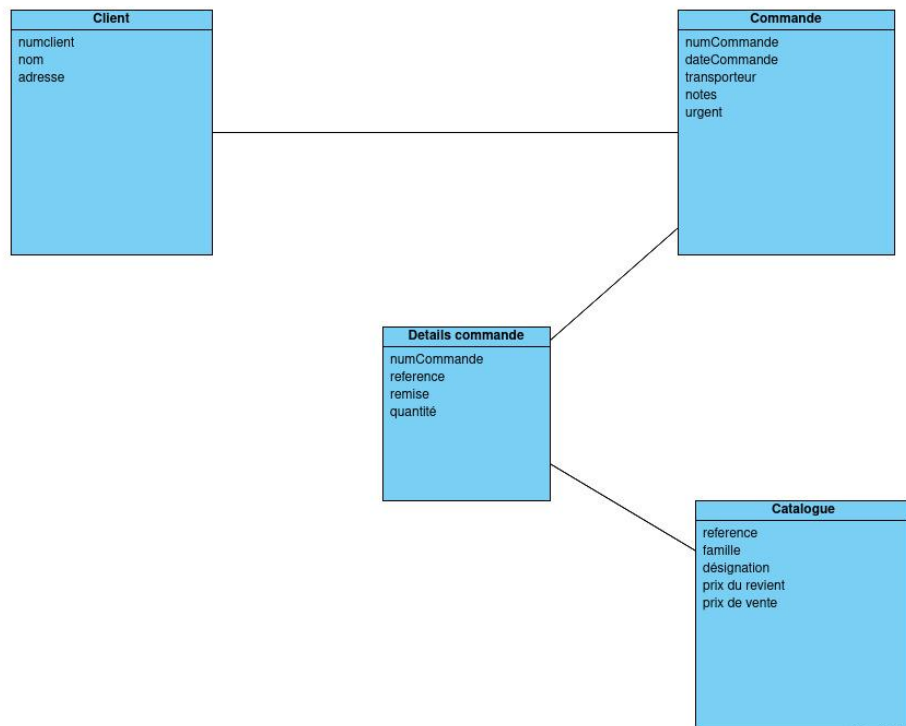 Client
numclient
nom
adresse
Commande
numCommande
dateCommande
transporteur
notes
urgent
Details commande
numCommande
reference
remise
quantité
Catalogue
reference
famille
désignation
prix du revient
prix de vente